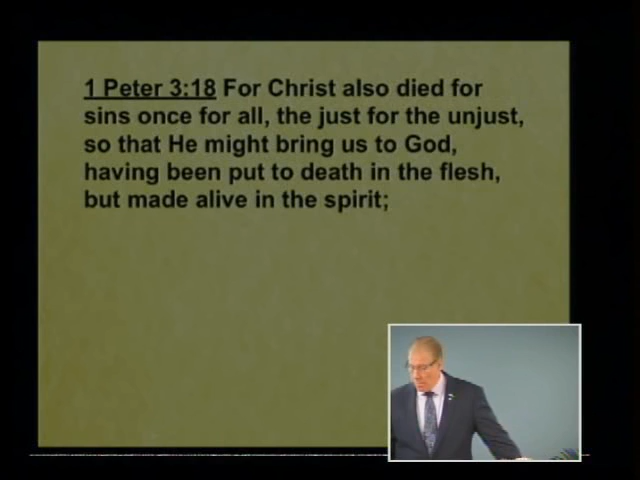 1 Peter 3:18 For Christ also died for
sins once for all, the just for the unjust,
so that He might bring us to God,
having been put to death in the flesh,
but made alive in the spirit;